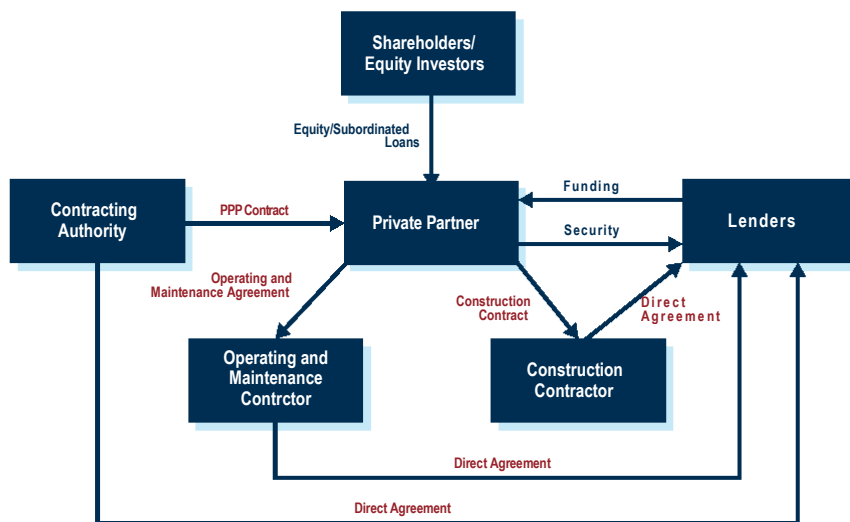 Shareholders/
Equity Investors
Equity/Subordinated
Loans
Contracting
Authority
PPP Contract
Private Partner
Funding
Security
Lenders
Operating and
Maintenance Agreement
Construction
Contract
Direct
Agreement
Operating and
Maintenance
Contrctor
Construction
Contractor
Direct Agreement
Direct Agreement